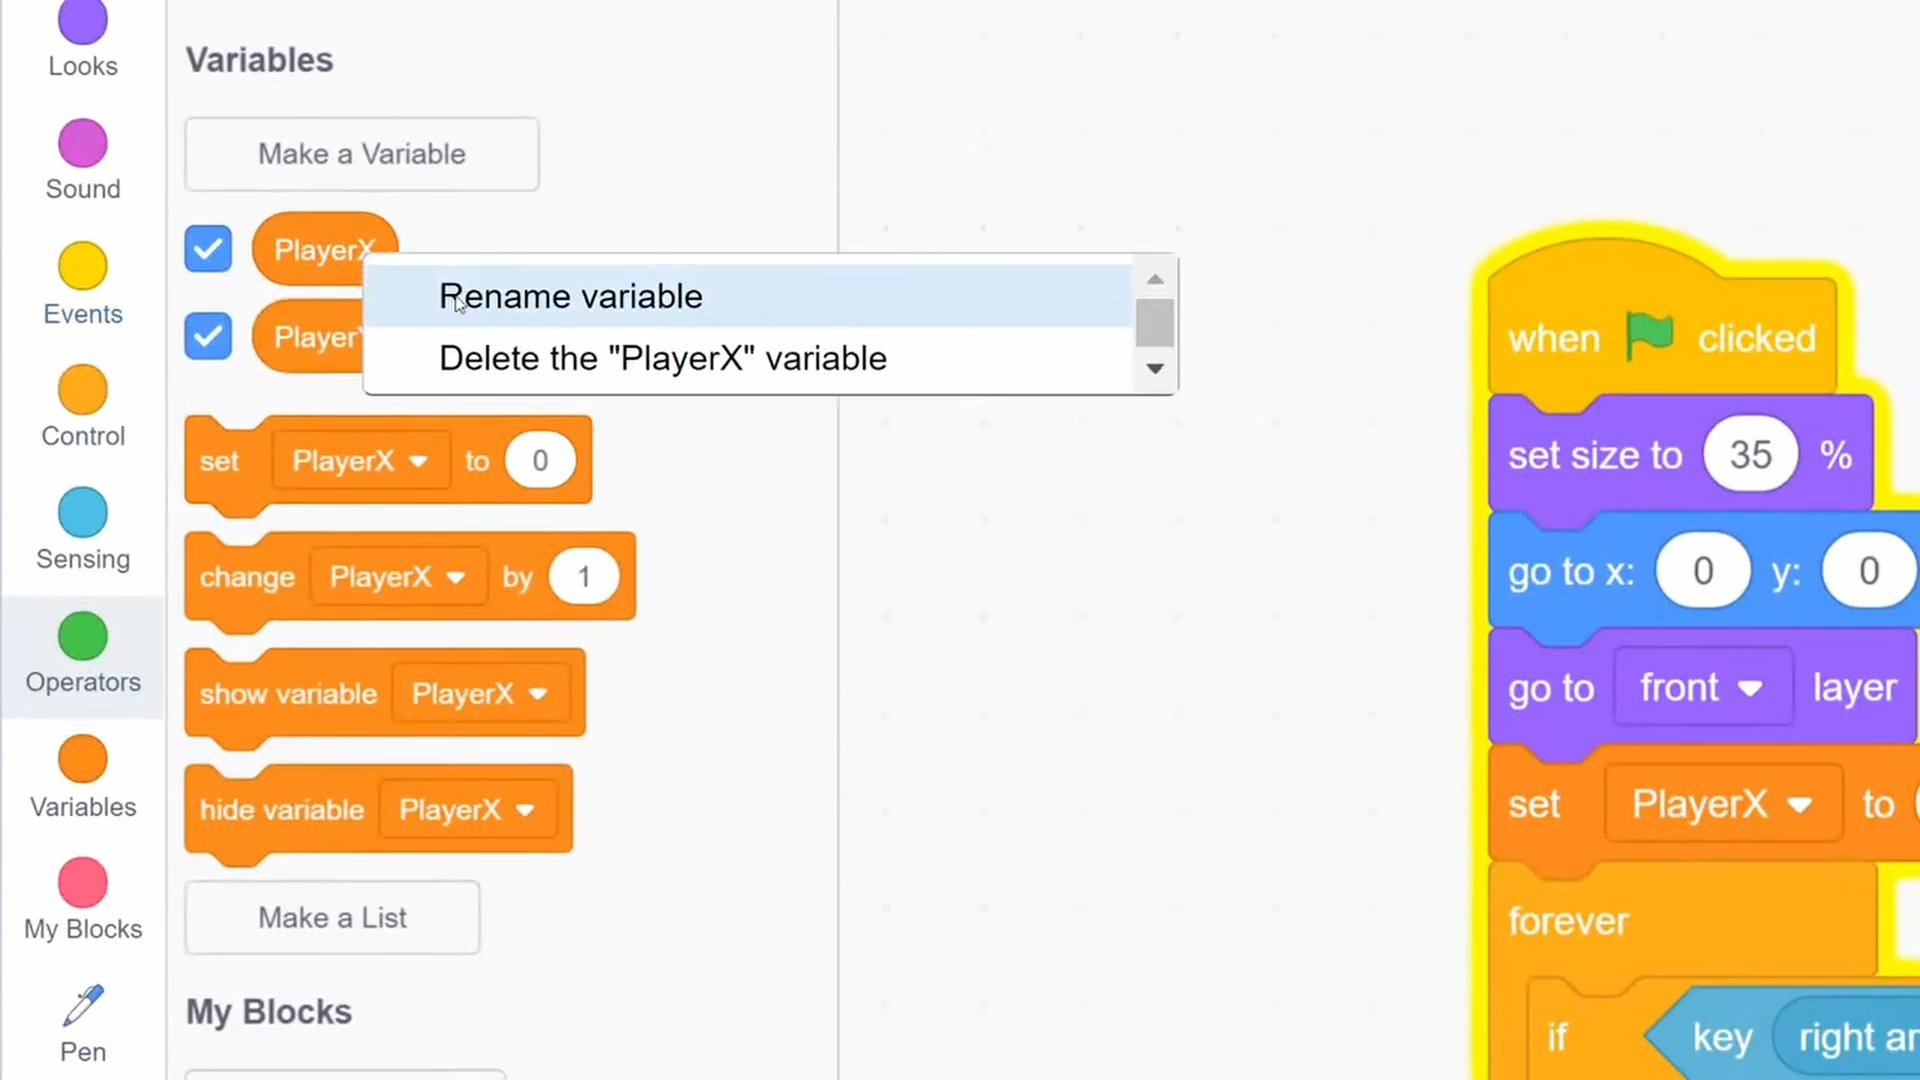 Looks
Sound
Events
Control
Sensing
Operators
Variables
My Blocks
Pen
Variables
Make a Variable
PlayerX
Player
Rename variable
Delete the "PlayerX" variable
set PlayerX to 0
change PlayerX by 1
show variable PlayerX
hide variable PlayerX
Make a List
My Blocks
when clicked
set size to 35 %
go to x: 0 y: 0
go to front layer
set PlayerX to
forever
if key right